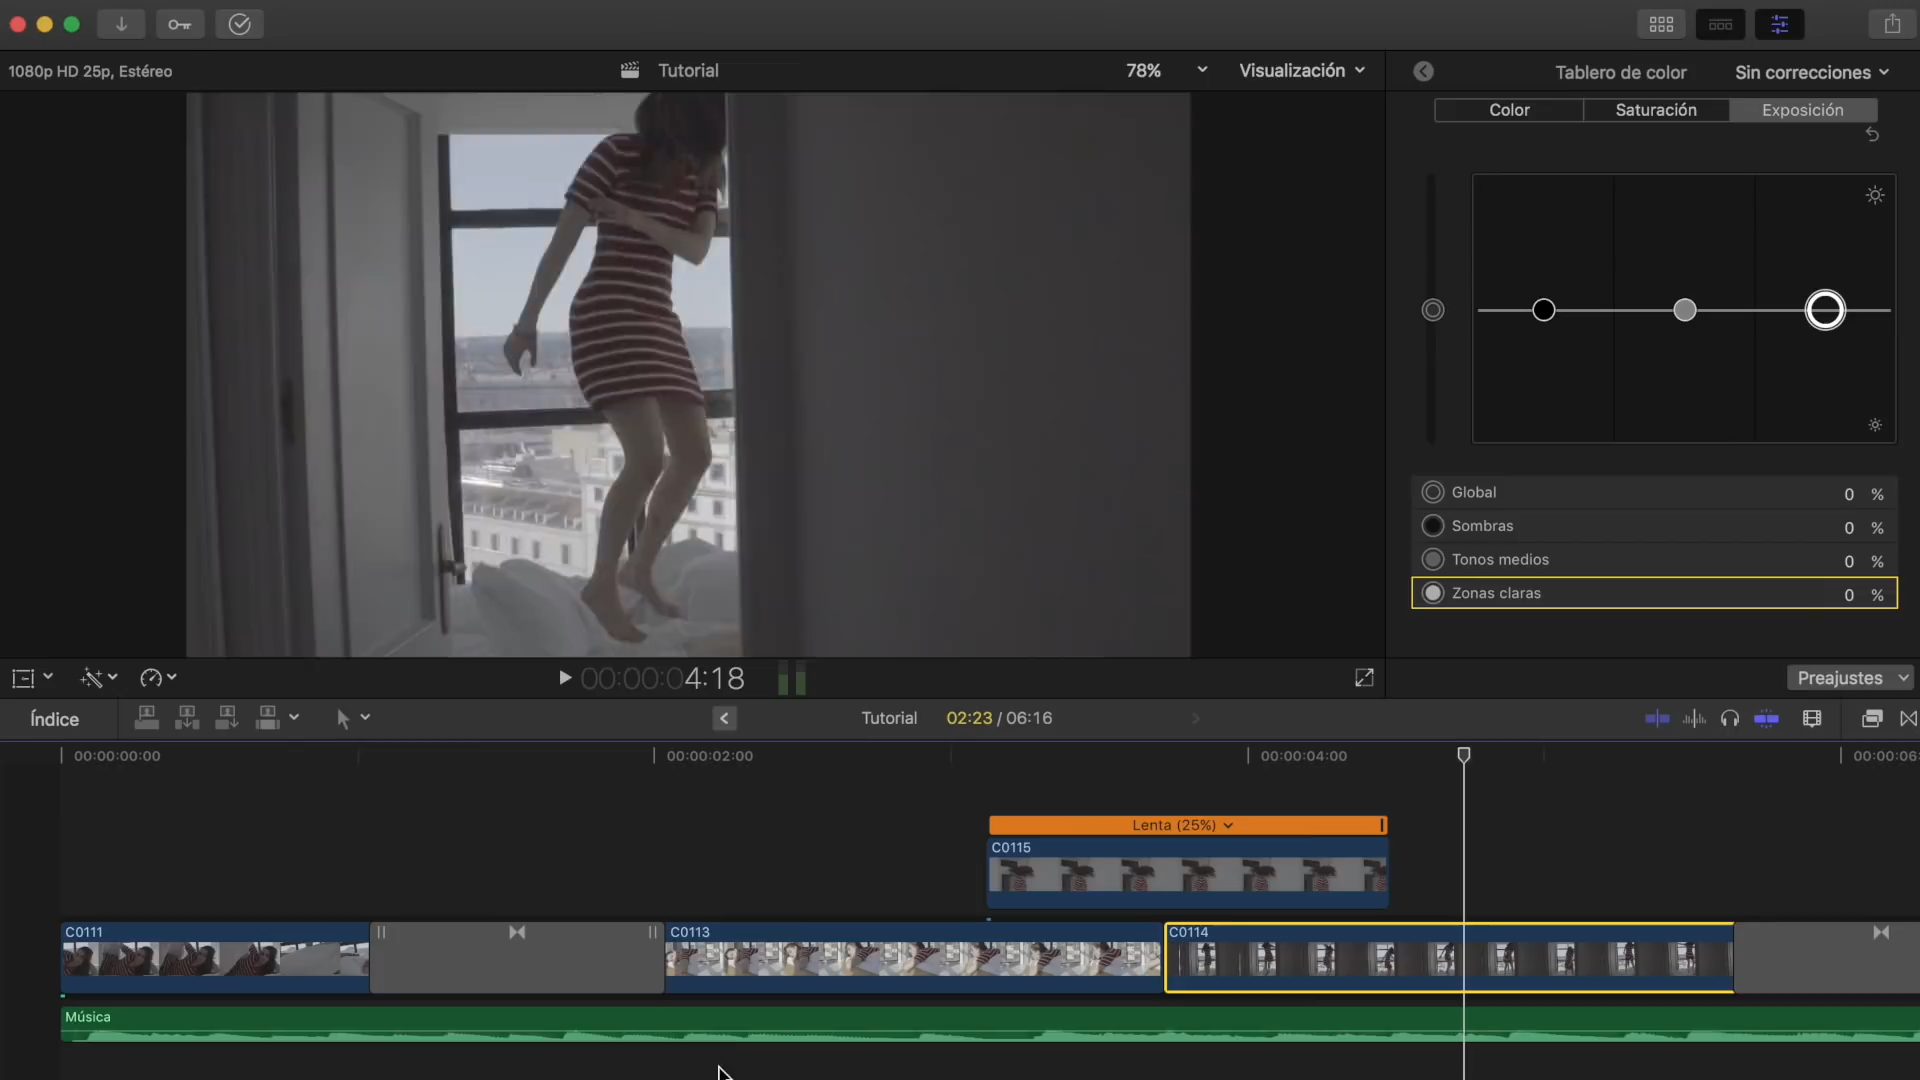 1080p HD 25p, Estéreo
Tutorial
78%
Visualización
Tablero de color
Sin correcciones
Color
Saturación
Exposición
Global 0 %
Sombras 0 %
Tonos medios 0 %
Zonas claras 0 %
00:00:04:18
Preajustes
Índice
Tutorial
02:23 / 06:16
00:00:00:00
00:00:02:00
00:00:04:00
00:00:06:
Lenta (25%)
C0115
C0111
C0113
C0114
Música